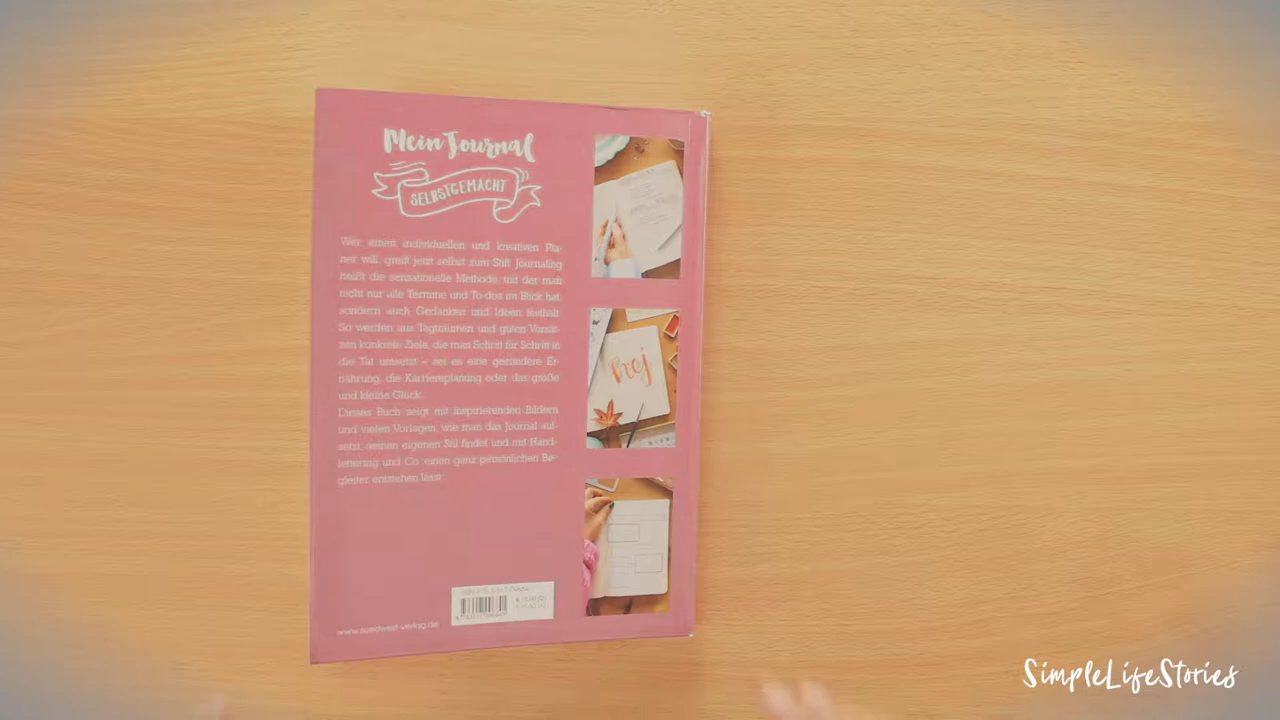 Mein Journal
SELBSTGEMACHT
Wer einen individuellen und kreativen Pla-
ner will, greift jetzt selbst zum Stift. Journaling
heißt die sensationelle Methode, mit der man
nicht nur alle Termine und To-dos im Blick hat,
sondern auch Gedanken und Ideen festhält.
So werden aus Tagträumen und guten Vorsät-
zen konkrete Ziele, die man Schritt für Schritt in
die Tat umsetzt – sei es eine gesündere Er-
nährung, die Karriereplanung oder das große
und kleine Glück.
Dieses Buch zeigt mit inspirierenden Bildern
und vielen Vorlagen, wie man das Journal auf-
setzt, seinen eigenen Stil findet und mit Hand-
lettering und Co. einen ganz persönlichen Be-
gleiter entstehen lässt.
hej
www.suedwest-verlag.de
SimpleLifeStories